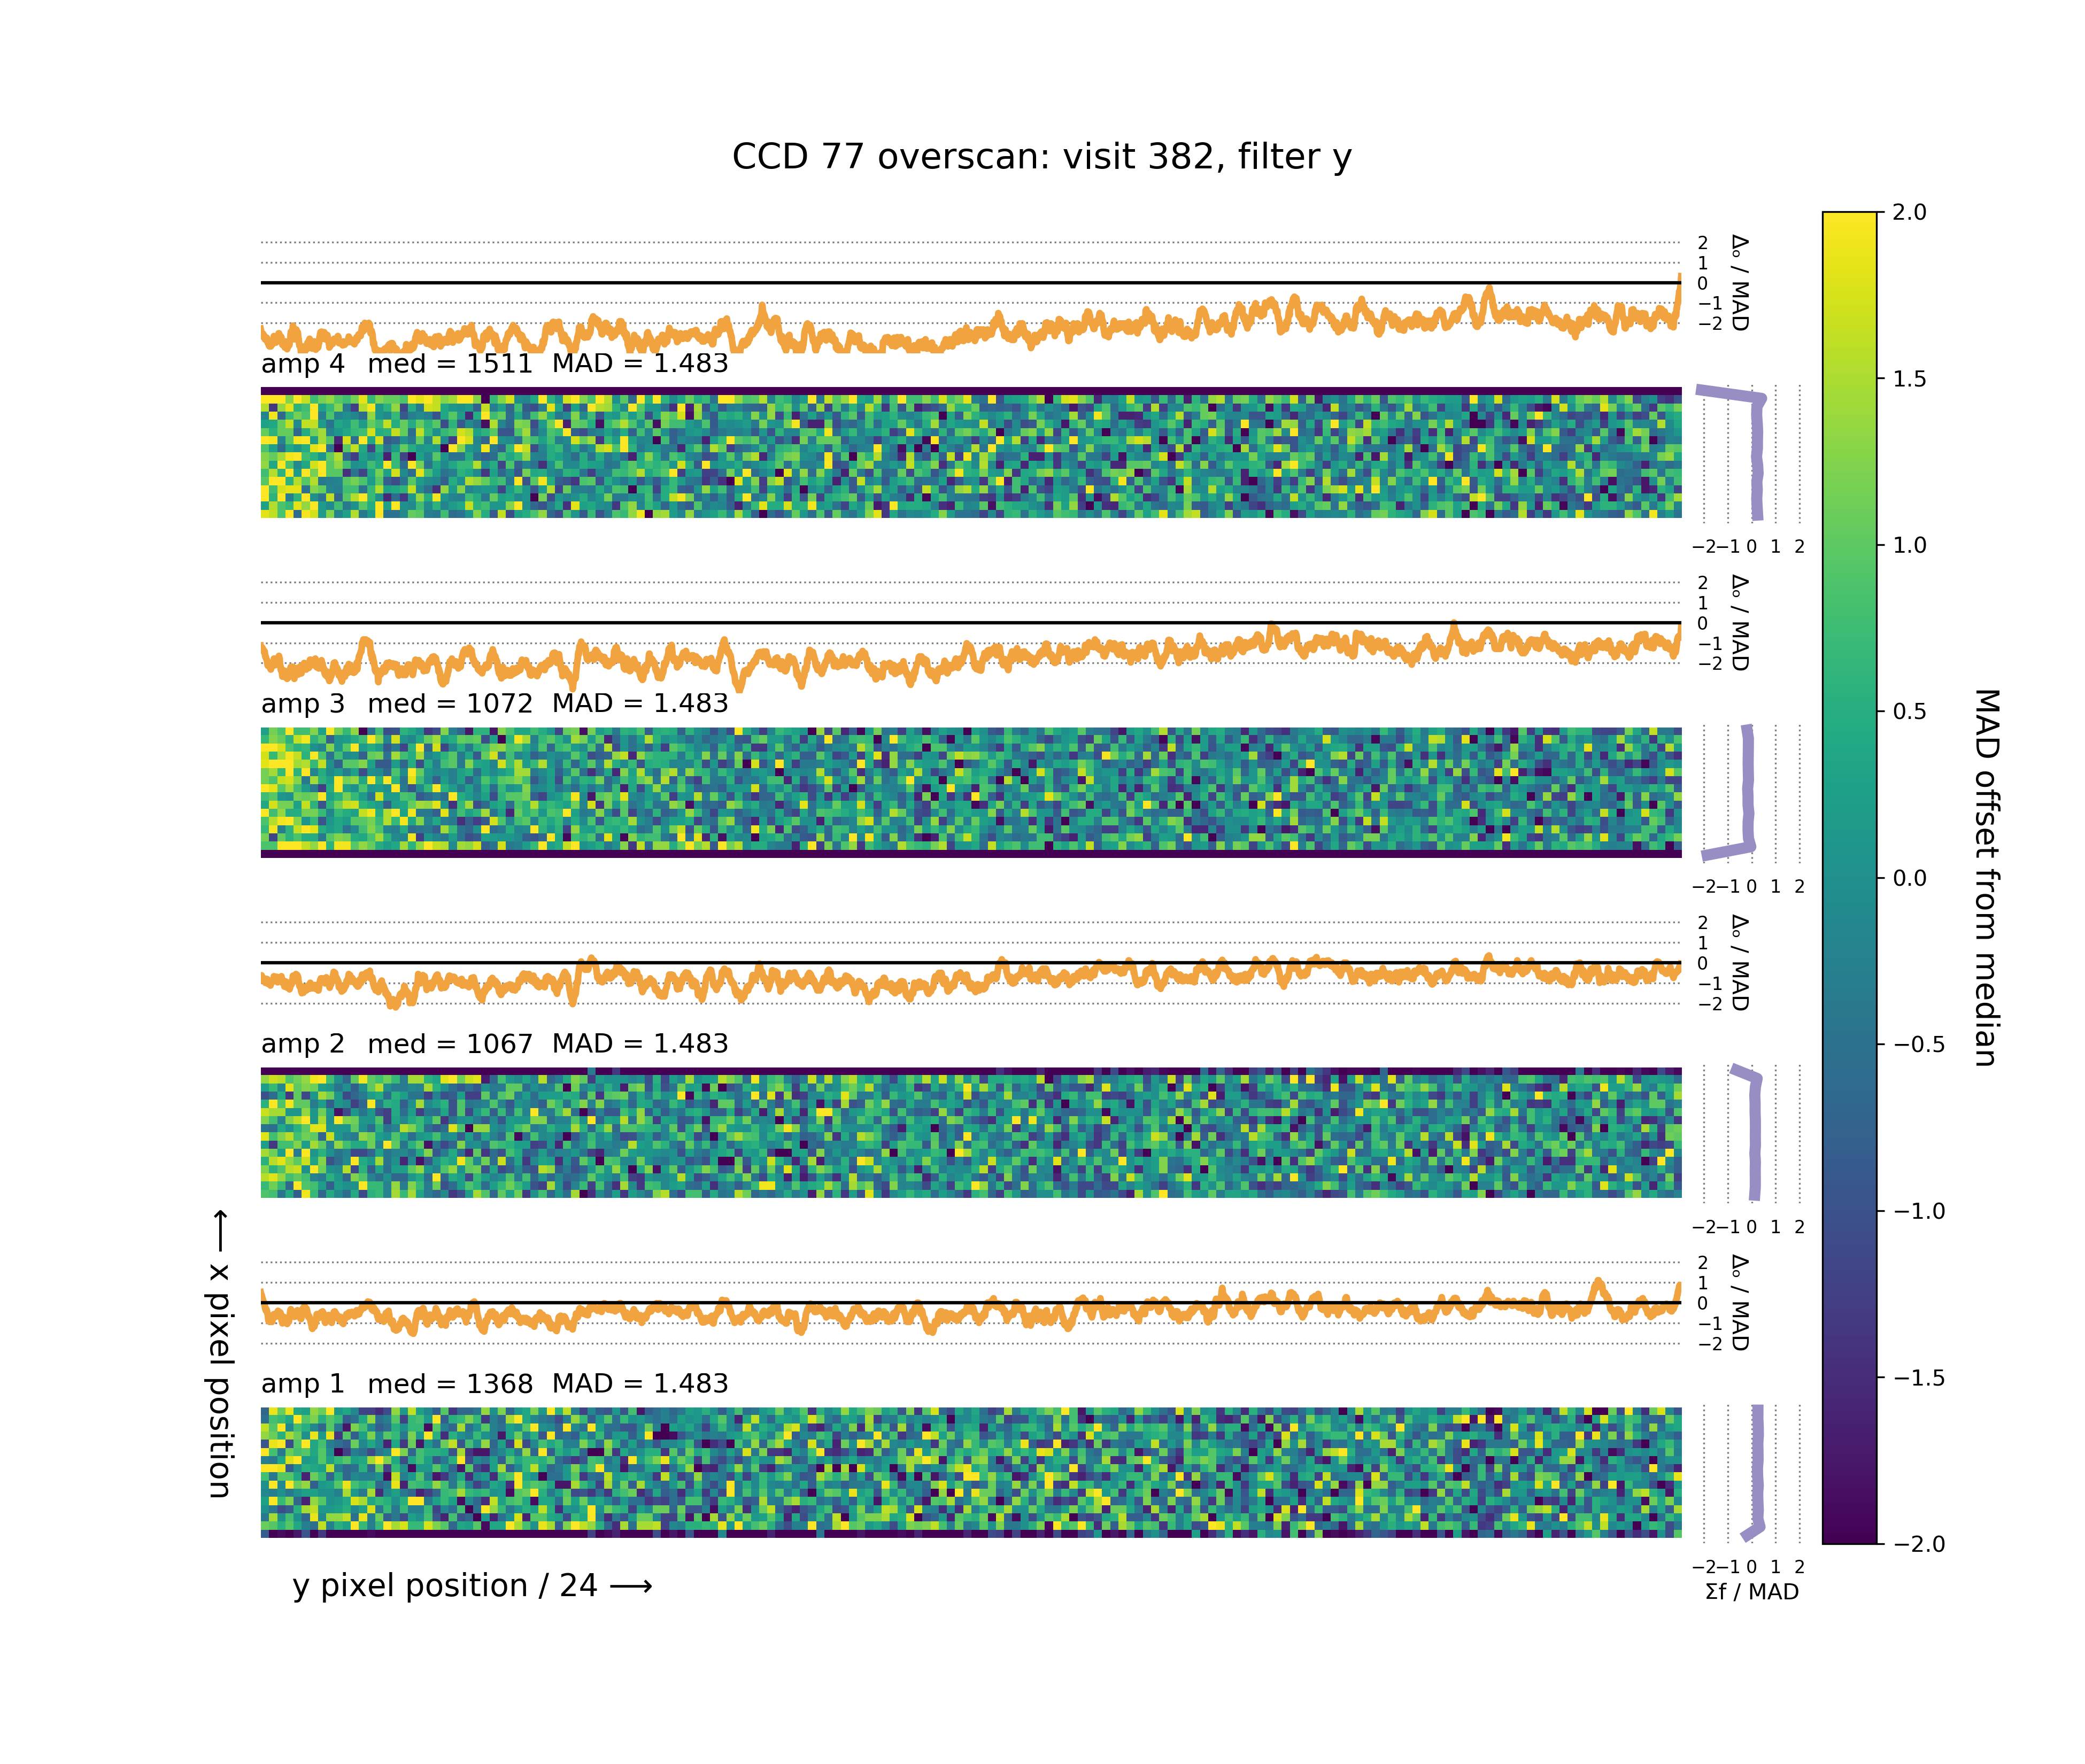 CCD 77 overscan: visit 382, filter y
2
1
0
−1
−2
Δₒ / MAD
amp 4 med = 1511 MAD = 1.483
−2 −1 0 1 2
2
1
0
−1
−2
Δₒ / MAD
amp 3 med = 1072 MAD = 1.483
−2 −1 0 1 2
2
1
0
−1
−2
Δₒ / MAD
amp 2 med = 1067 MAD = 1.483
−2 −1 0 1 2
2
1
0
−1
−2
Δₒ / MAD
amp 1 med = 1368 MAD = 1.483
−2 −1 0 1 2
Σf / MAD
x pixel position ⟶
y pixel position / 24 ⟶
2.0
1.5
1.0
0.5
0.0
−0.5
−1.0
−1.5
−2.0
MAD offset from median